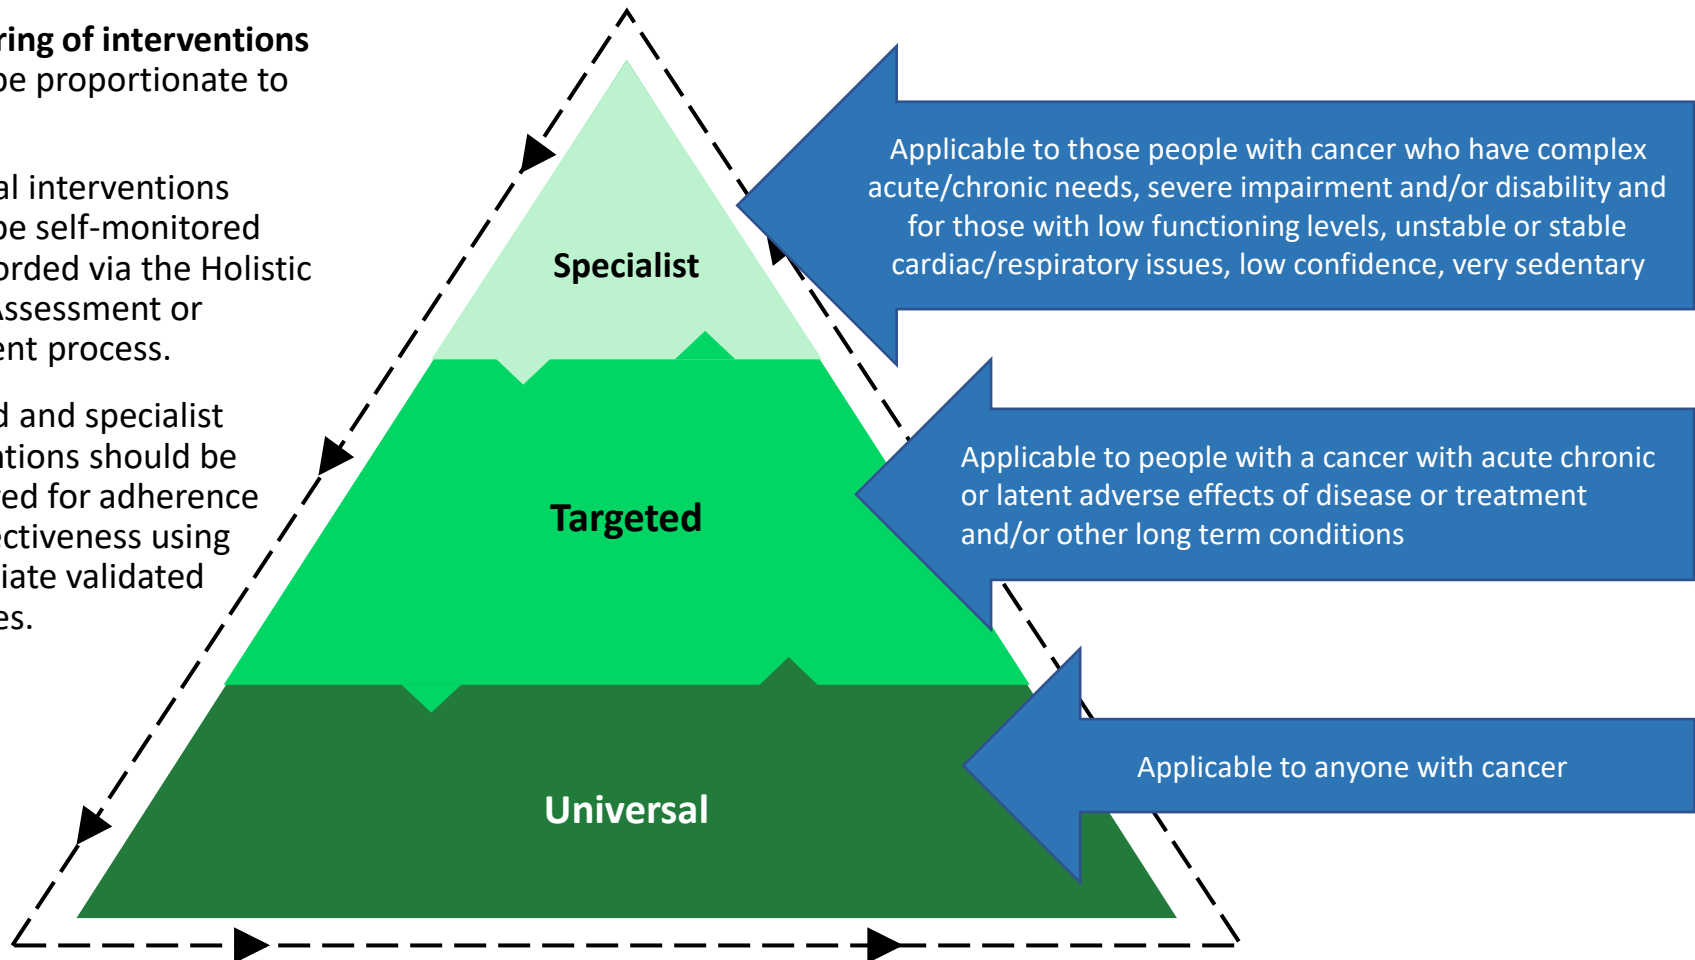 ring of interventions
be proportionate to
al interventions
be self-monitored
orded via the Holistic
Assessment or
ent process.
d and specialist
ntions should be
red for adherence
ectiveness using
iate validated
es.
Specialist
Targeted
Universal
Applicable to those people with cancer who have complex
acute/chronic needs, severe impairment and/or disability and
for those with low functioning levels, unstable or stable
cardiac/respiratory issues, low confidence, very sedentary
Applicable to people with a cancer with acute chronic
or latent adverse effects of disease or treatment
and/or other long term conditions
Applicable to anyone with cancer